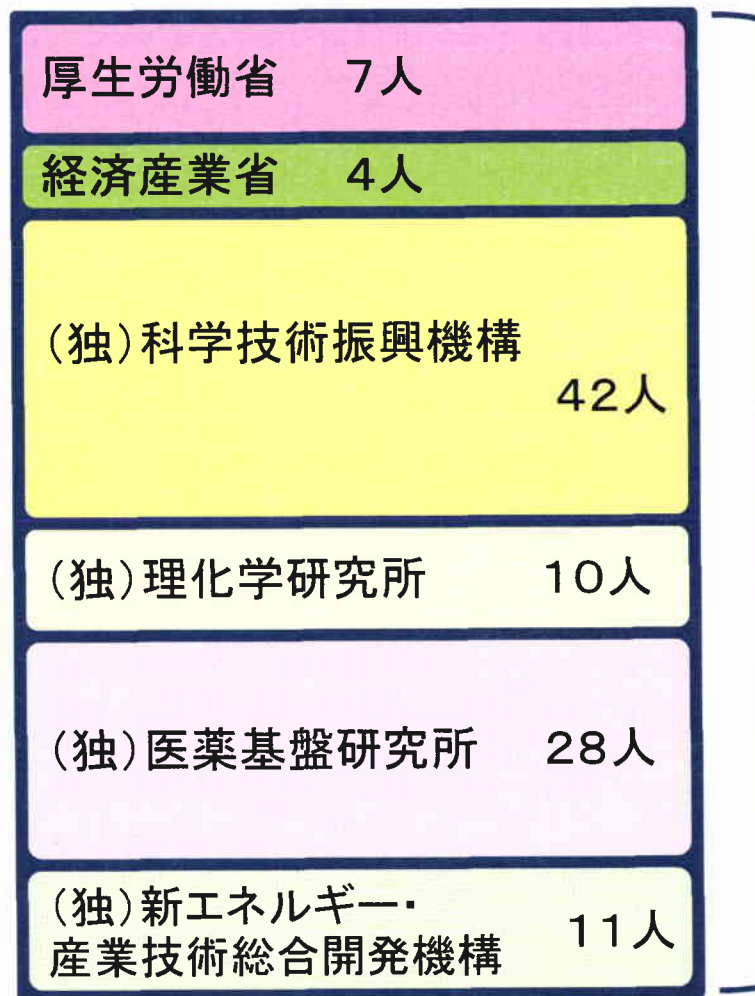 厚生労働省　7人
経済産業省　4人
（独）科学技術振興機構
42人
（独）理化学研究所　10人
（独）医薬基盤研究所　28人
（独）新エネルギー・
産業技術総合開発機構　11人